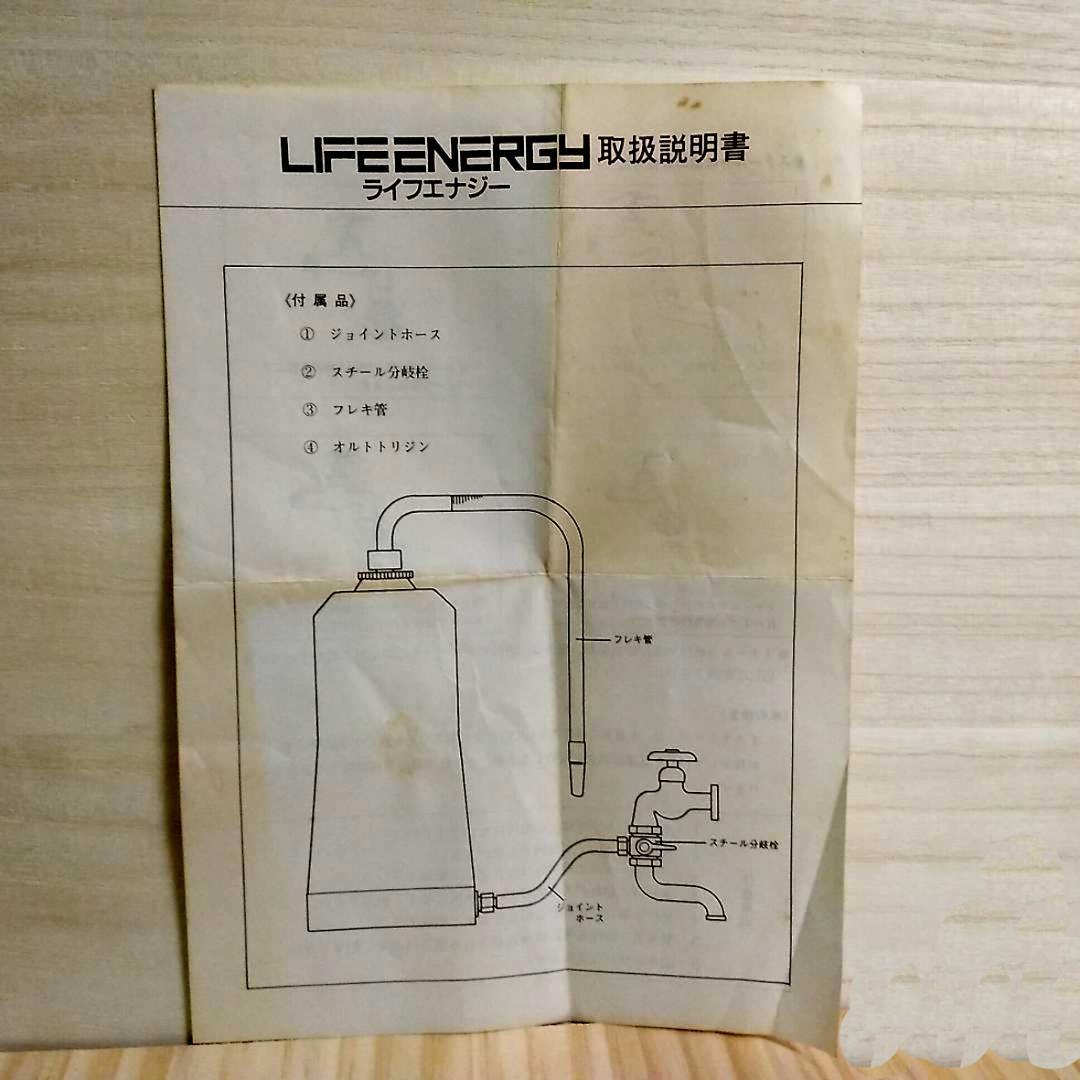 LIFE ENERGY 取扱説明書
ライフエナジー
《付属品》
① ジョイントホース
② スチール分岐栓
③ フレキ管
④ オルトトリジン
フレキ管
スチール分岐栓
ジョイント
ホース